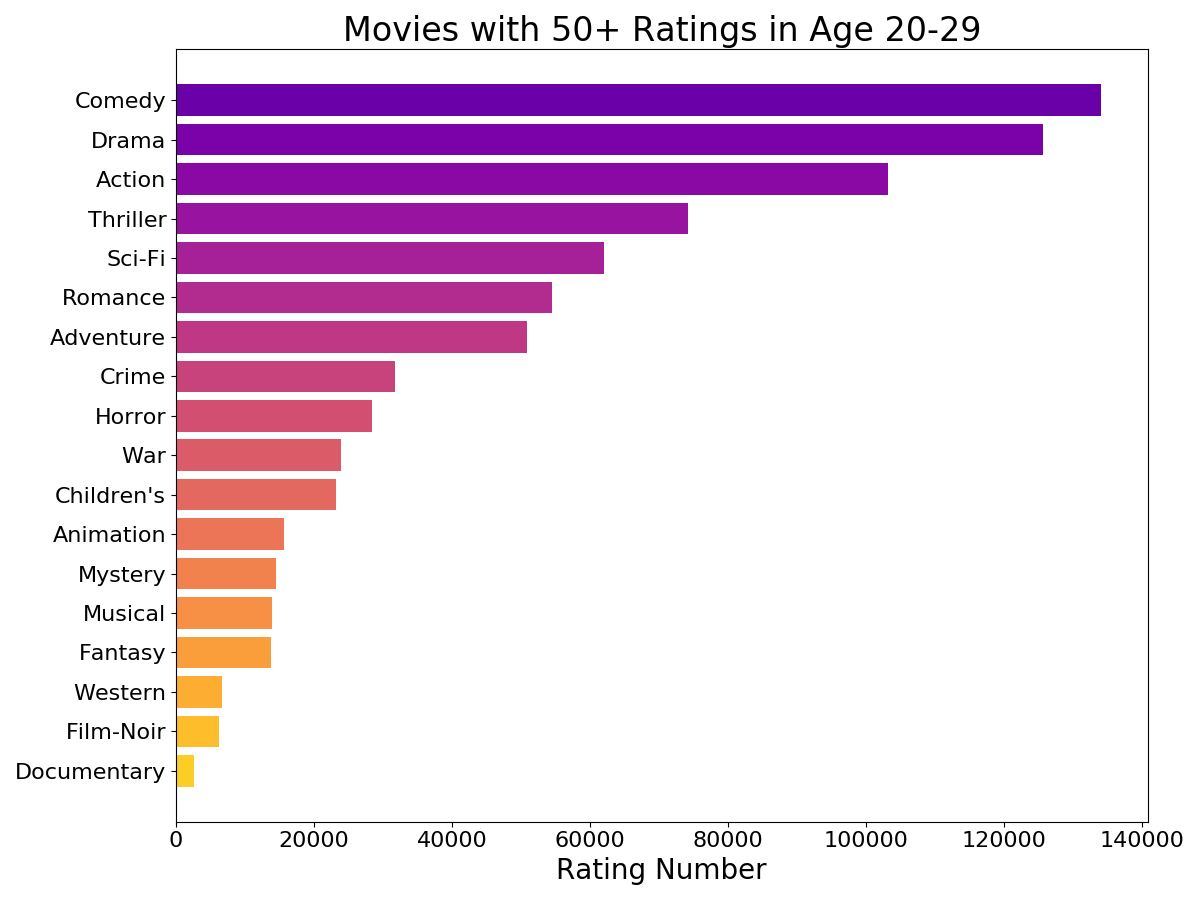 Movies with 50+ Ratings in Age 20-29
Comedy
Drama
Action
Thriller
Sci-Fi
Romance
Adventure
Crime
Horror
War
Children's
Animation
Mystery
Musical
Fantasy
Western
Film-Noir
Documentary
0 20000 40000 60000 80000 100000 120000 140000
Rating Number